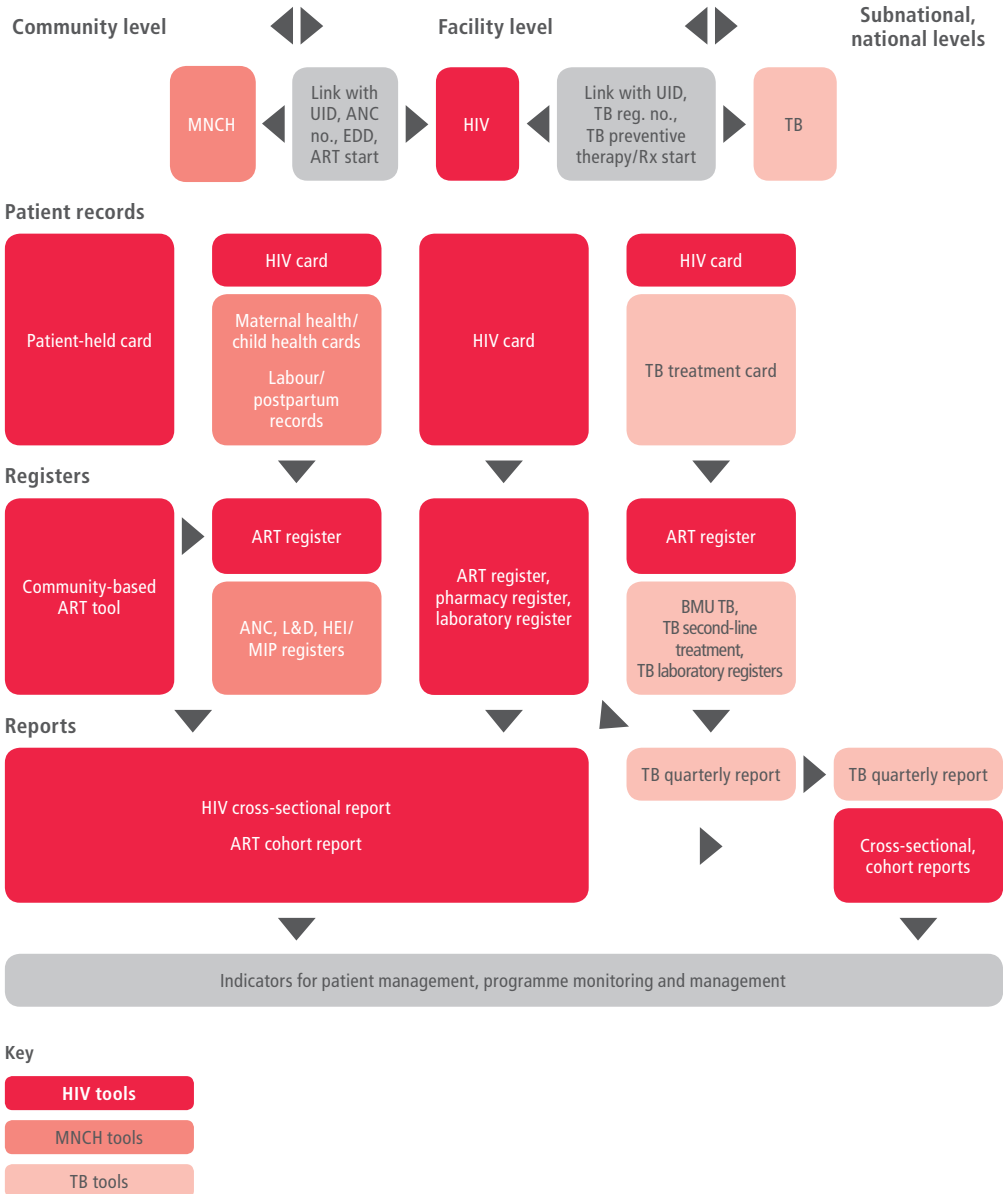 Community level
Facility level
Subnational,
national levels
MNCH
Link with
UID, ANC
no., EDD,
ART start
HIV
Link with UID,
TB reg. no.,
TB preventive
therapy/Rx start
TB
Patient records
Patient-held card
HIV card
Maternal health/
child health cards
Labour/
postpartum
records
HIV card
HIV card
TB treatment card
Registers
Community-based
ART tool
ART register
ANC, L&D, HEI/
MIP registers
ART register,
pharmacy register,
laboratory register
ART register
BMU TB,
TB second-line
treatment,
TB laboratory registers
Reports
HIV cross-sectional report
ART cohort report
TB quarterly report
TB quarterly report
Cross-sectional,
cohort reports
Indicators for patient management, programme monitoring and management
Key
HIV tools
MNCH tools
TB tools